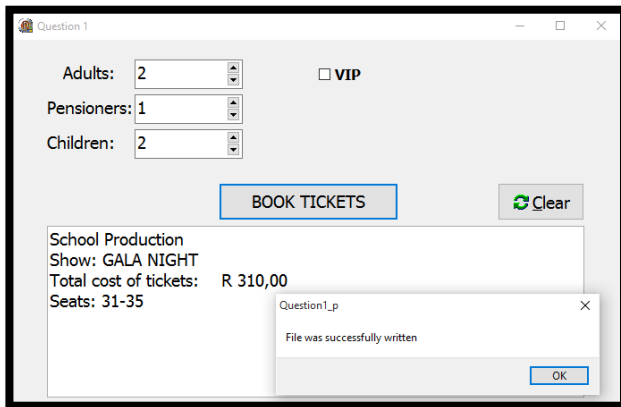 Question 1
Adults: 2
VIP
Pensioners: 1
Children: 2
BOOK TICKETS
Clear
School Production
Show: GALA NIGHT
Total cost of tickets: R 310,00
Seats: 31-35
Question1_p
File was successfully written
OK